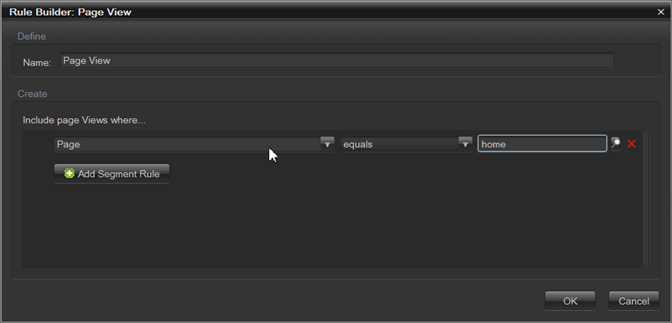 Rule Builder: Page View
Define
Name: Page View
Create
Include page Views where...
Page equals home
Add Segment Rule
OK Cancel